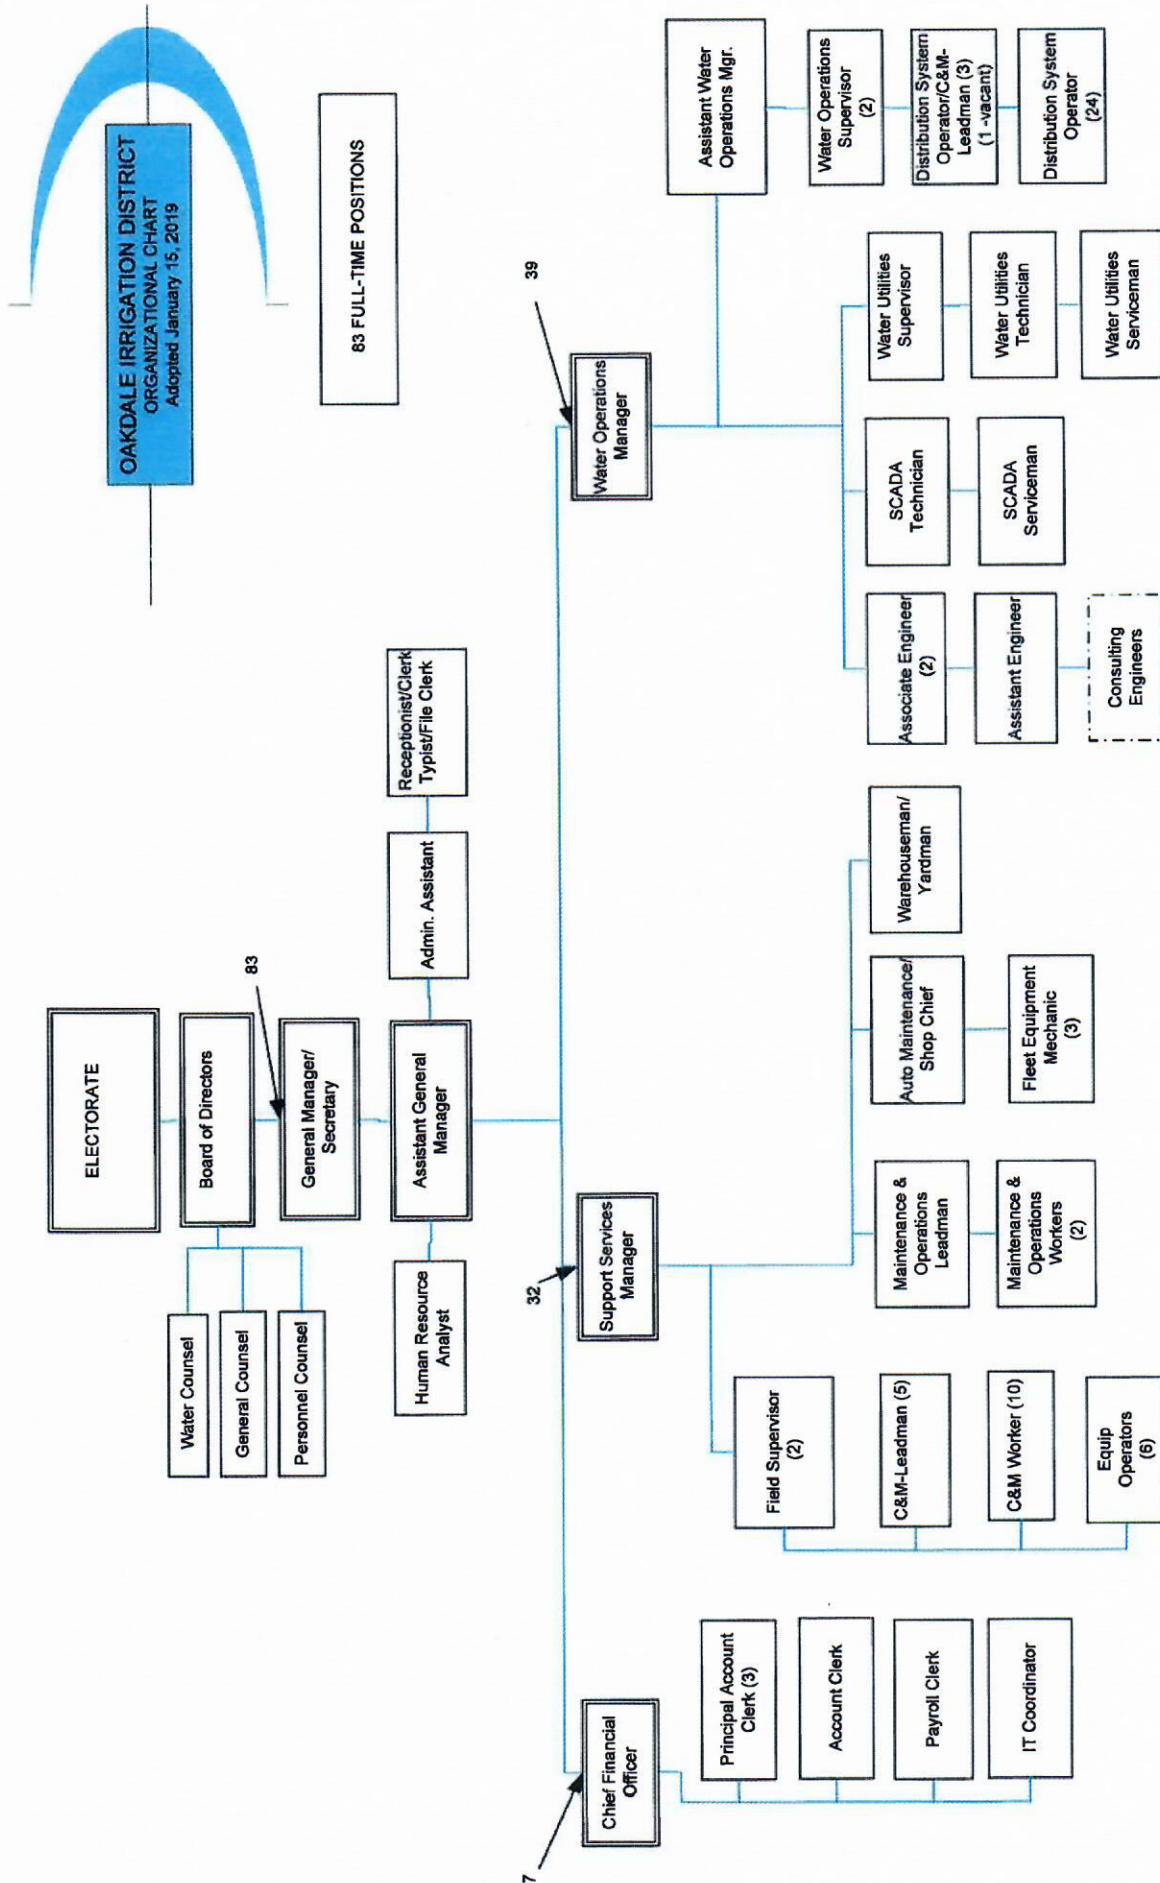 OAKDALE IRRIGATION DISTRICT
ORGANIZATIONAL CHART
Adopted January 15, 2019
83 FULL-TIME POSITIONS
ELECTORATE
Board of Directors
Water Counsel
General Counsel
Personnel Counsel
83
General Manager/
Secretary
Assistant General
Manager
Human Resource
Analyst
Admin. Assistant
Receptionist/Clerk
Typist/File Clerk
7
Chief Financial
Officer
32
Support Services
Manager
39
Water Operations
Manager
Principal Account
Clerk (3)
Account Clerk
Payroll Clerk
IT Coordinator
Field Supervisor
(2)
C&M-Leadman (5)
C&M Worker (10)
Equip
Operators
(6)
Maintenance &
Operations
Leadman
Maintenance &
Operations
Workers
(2)
Auto Maintenance/
Shop Chief
Fleet Equipment
Mechanic
(3)
Warehouseman/
Yardman
Associate Engineer
(2)
Assistant Engineer
Consulting
Engineers
SCADA
Technician
SCADA
Serviceman
Water Utilities
Supervisor
Water Utilities
Technician
Water Utilities
Serviceman
Assistant Water
Operations Mgr.
Water Operations
Supervisor
(2)
Distribution System
Operator/C&M-
Leadman (3)
(1 -vacant)
Distribution System
Operator
(24)